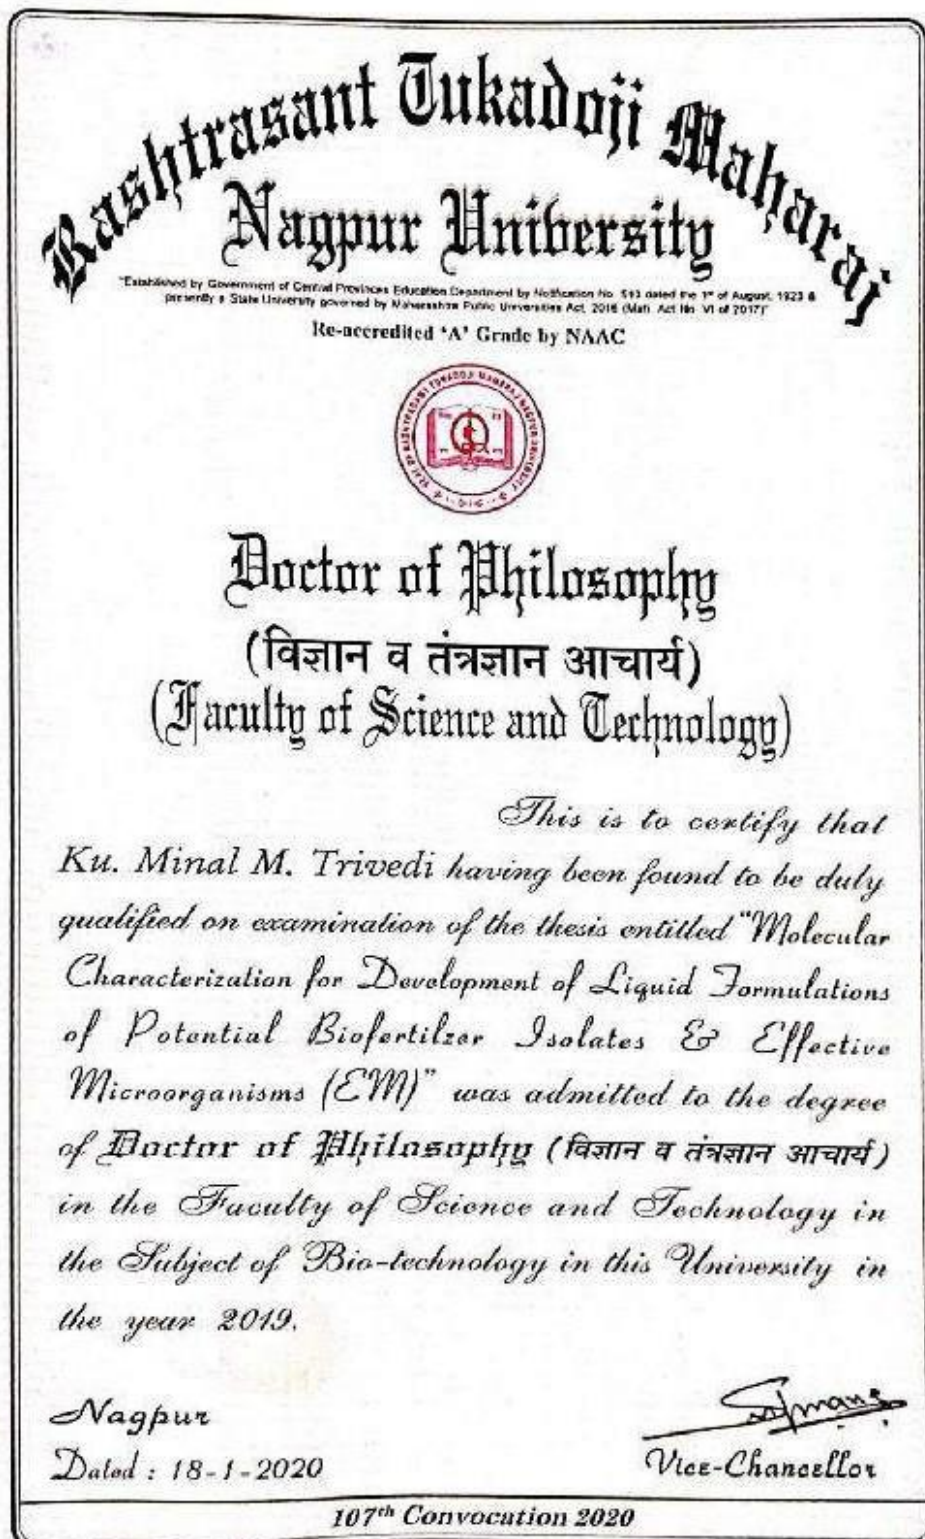 Rashtrasant Tukadoji Maharaj
Nagpur University
"Established by Government of Central Provinces Education Department by Notification No. 513 dated the 1st of August, 1923 &
presently a State University governed by Maharashtra Public Universities Act, 2016 (Mah. Act No. VI of 2017)"
Re-accredited 'A' Grade by NAAC
Doctor of Philosophy
(विज्ञान व तंत्रज्ञान आचार्य)
(Faculty of Science and Technology)
This is to certify that
Ku. Minal M. Trivedi having been found to be duly
qualified on examination of the thesis entitled "Molecular
Characterization for Development of Liquid Formulations
of Potential Biofertilzer Isolates & Effective
Microorganisms (EM)" was admitted to the degree
of Doctor of Philosophy (विज्ञान व तंत्रज्ञान आचार्य)
in the Faculty of Science and Technology in
the Subject of Bio-technology in this University in
the year 2019.
Nagpur
Dated : 18-1-2020
Vice-Chancellor
107th Convocation 2020